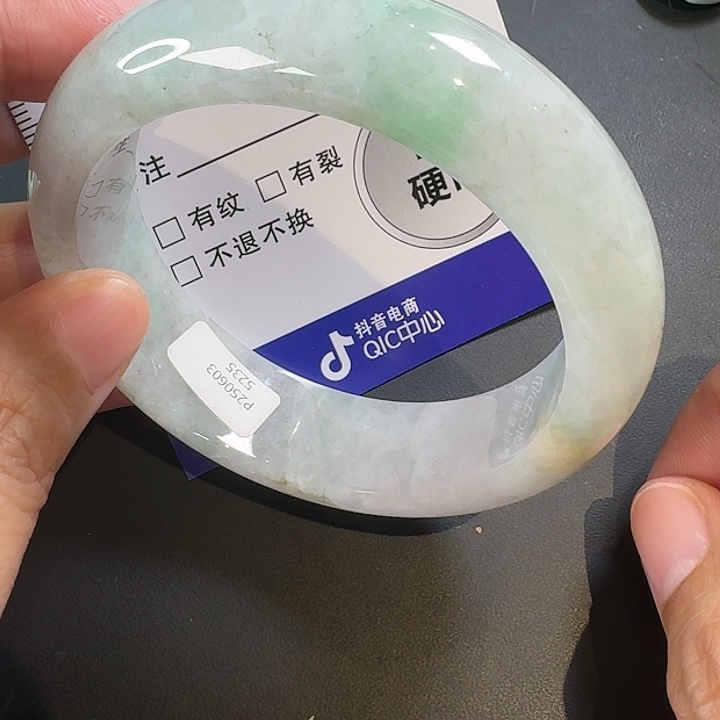 注
有纹 有裂
不退不换
硬
抖音电商
QIC中心
P250603
5235